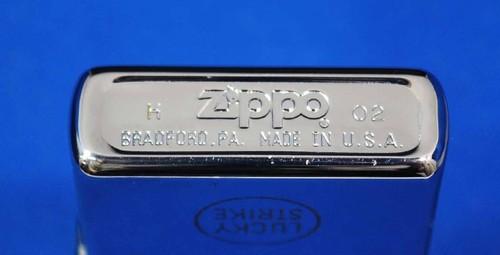 H Zippo 02
BRADFORD, PA. MADE IN U.S.A.
LUCKY
STRIKE